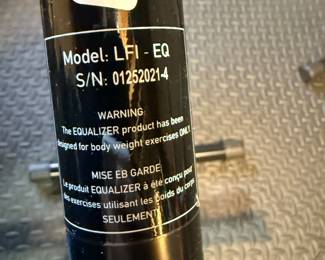 Model: LFI - EQ
S/N: 01252021-4
WARNING
The EQUALIZER product has been
designed for body weight exercises ONLY.
MISE EB GARDE
Le produit EQUALIZER à été conçu pour
des exercises utilisant les poids du corps
SEULEMENT!